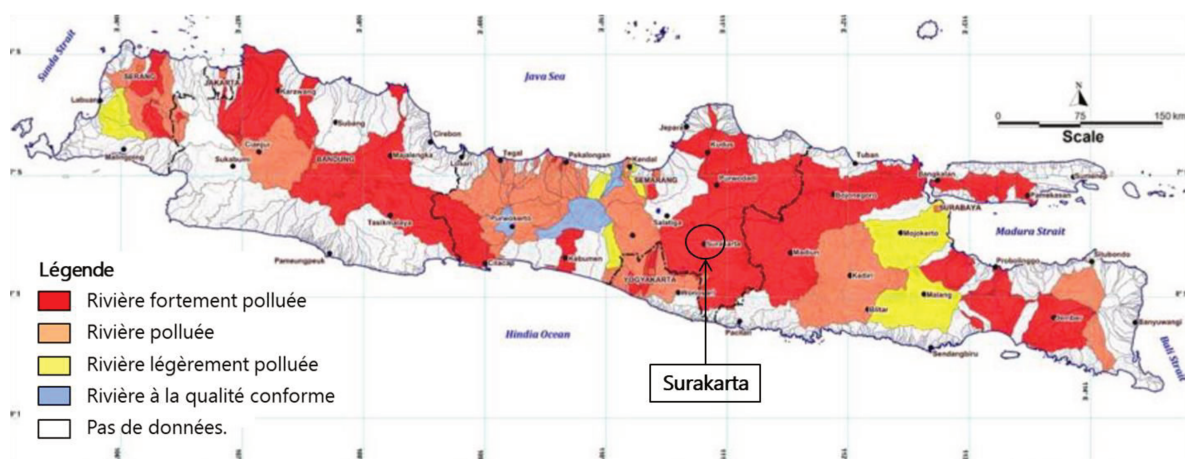 Sunda Strait
Java Sea
SERANG
JAKARTA
Labuan
Karawang
Subang
Cirebon
Malingping
Sukabumi
Cianjur
BANDUNG
Majalengka
Tegal
Pekalongan
Kendal
SEMARANG
Jepara
Kudus
Purwodadi
Tuban
Bojonegoro
Bangkalan
Pamekasan
Sumenep
SURABAYA
Madura Strait
Tasikmalaya
Purwokerto
Salatiga
Surakarta
Madiun
Mojokerto
Pameungpeuk
Cilacap
Kebumen
YOGYAKARTA
Wonosari
Kediri
Blitar
Malang
Probolinggo
Situbondo
Jember
Banyuwangi
Pacitan
Sendangbiru
Bali Strait
Hindia Ocean
N
0 75 150 km
Scale
Surakarta
Légende
Rivière fortement polluée
Rivière polluée
Rivière légèrement polluée
Rivière à la qualité conforme
Pas de données.